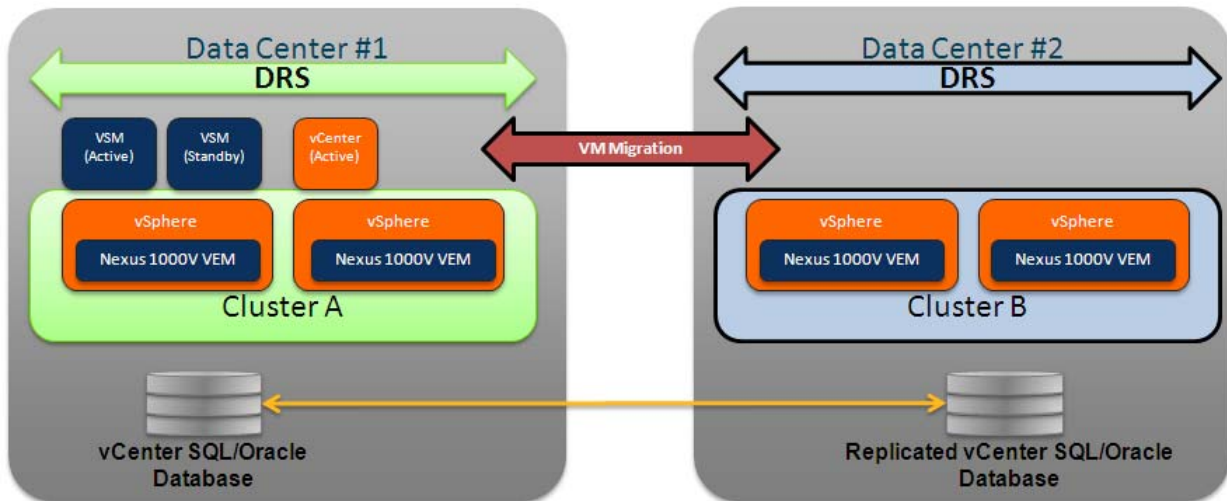 Data Center #1
DRS
VSM
(Active)
VSM
(Standby)
vCenter
(Active)
vSphere
Nexus 1000V VEM
vSphere
Nexus 1000V VEM
Cluster A
vCenter SQL/Oracle
Database
VM Migration
Data Center #2
DRS
vSphere
Nexus 1000V VEM
vSphere
Nexus 1000V VEM
Cluster B
Replicated vCenter SQL/Oracle
Database